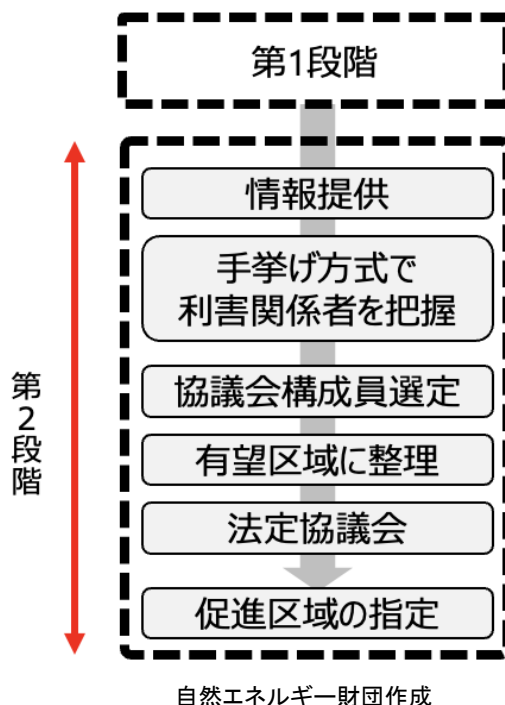 第1段階
情報提供
手挙げ方式で
利害関係者を把握
協議会構成員選定
有望区域に整理
法定協議会
促進区域の指定
第2段階
自然エネルギー財団作成